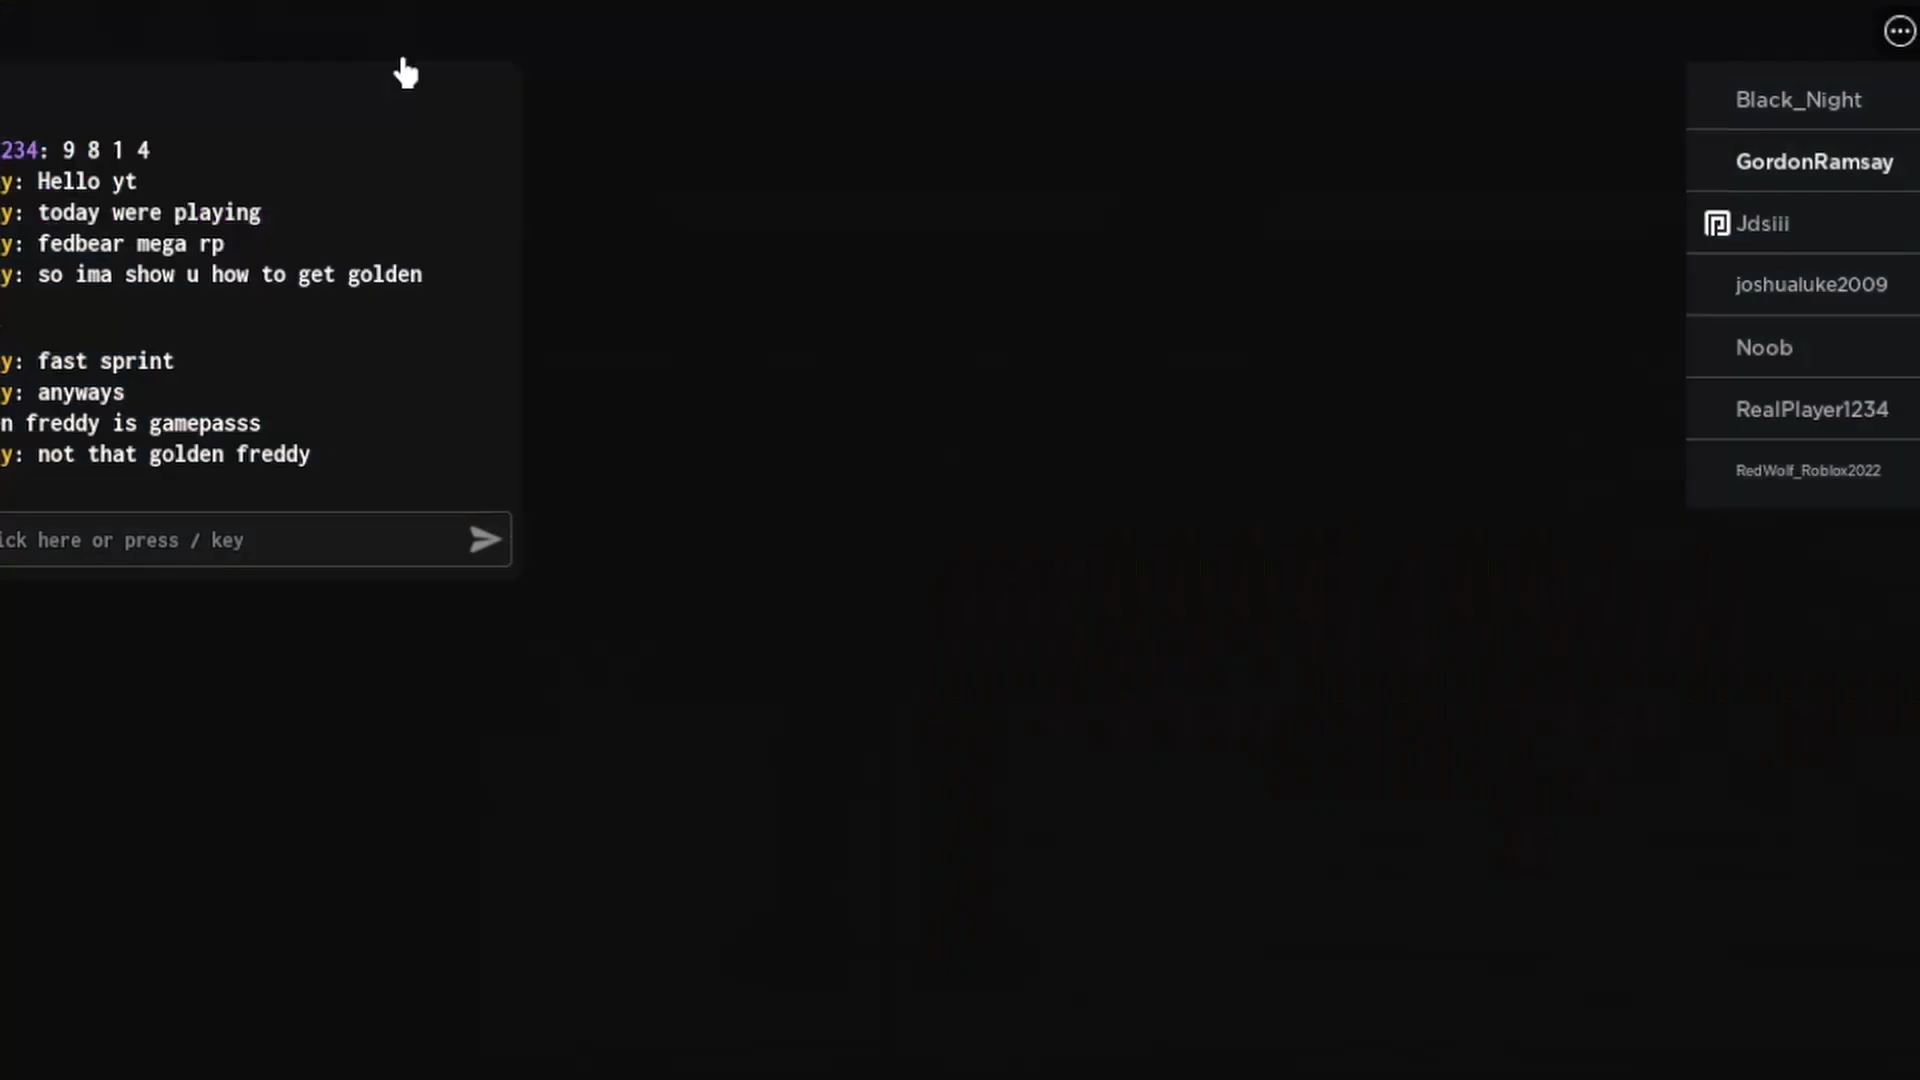 234: 9 8 1 4
y: Hello yt
y: today were playing
y: fedbear mega rp
y: so ima show u how to get golden
y: fast sprint
y: anyways
n freddy is gamepasss
y: not that golden freddy
ick here or press / key
Black_Night
GordonRamsay
Jdsiii
joshualuke2009
Noob
RealPlayer1234
RedWolf_Roblox2022